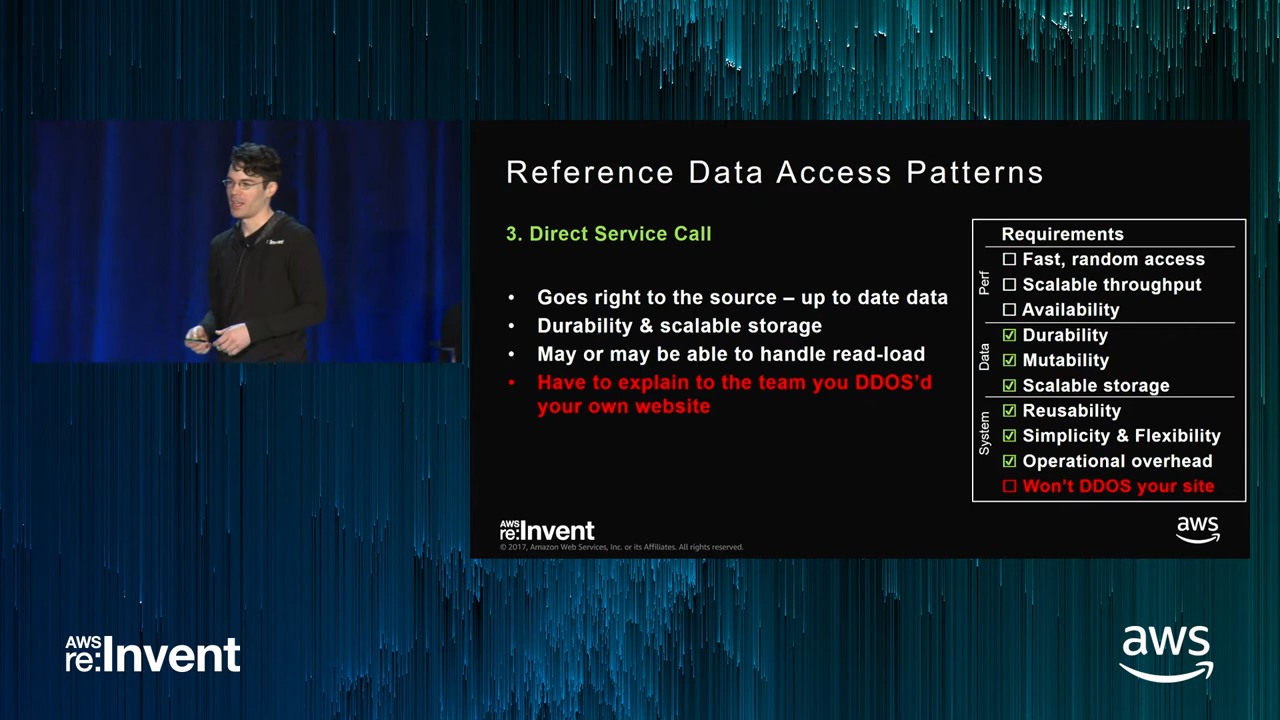 Reference Data Access Patterns
3. Direct Service Call
• Goes right to the source – up to date data
• Durability & scalable storage
• May or may be able to handle read-load
• Have to explain to the team you DDOS'd
your own website
Requirements
Perf
☐ Fast, random access
☐ Scalable throughput
☐ Availability
Data
☑ Durability
☑ Mutability
☑ Scalable storage
System
☑ Reusability
☑ Simplicity & Flexibility
☑ Operational overhead
☐ Won't DDOS your site
AWS
re:Invent
© 2017, Amazon Web Services, Inc. or its Affiliates. All rights reserved.
aws
AWS
re:Invent
aws